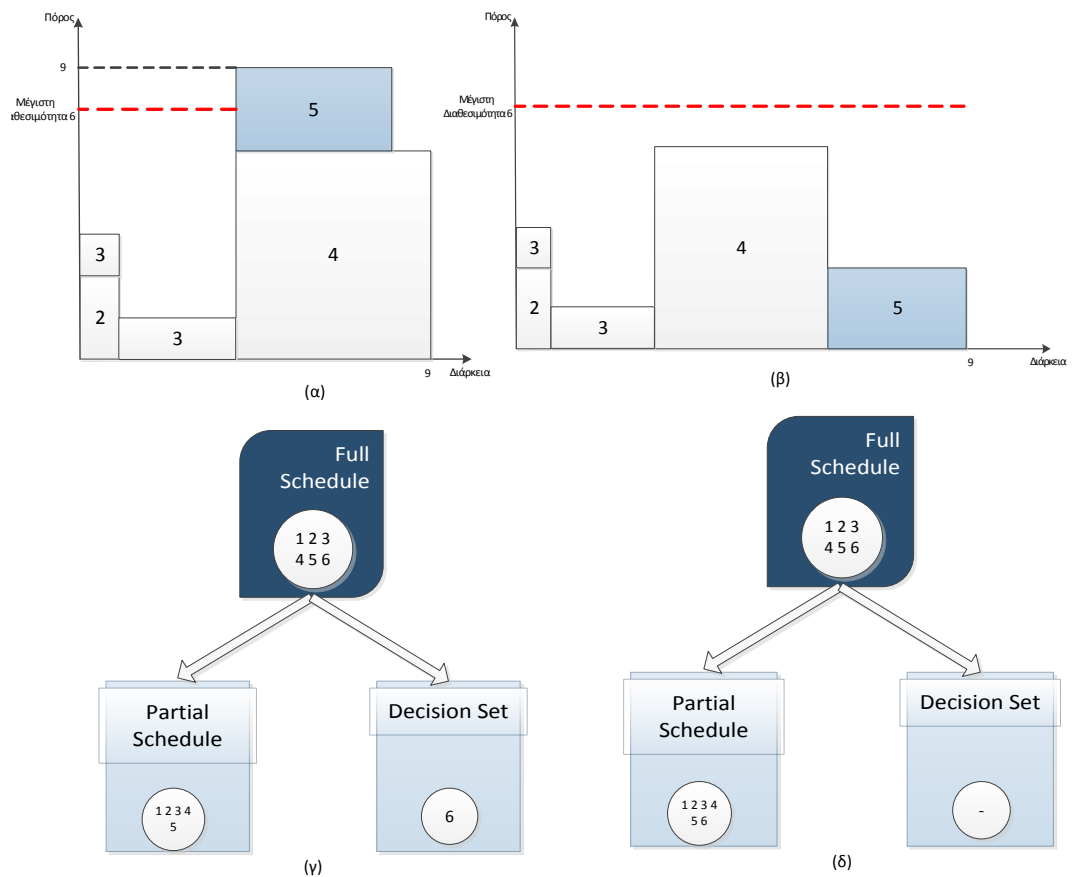 Πόρος
9
Μέγιστη
ιθεσιμότητα 6
5
3
4
2
3
9
Διάρκεια
(α)
Πόρος
Μέγιστη
Διαθεσιμότητα 6
3
4
2
3
5
9
Διάρκεια
(β)
Full
Schedule
1 2 3
4 5 6
Partial
Schedule
1 2 3 4
5
Decision Set
6
(γ)
Full
Schedule
1 2 3
4 5 6
Partial
Schedule
1 2 3 4
5 6
Decision Set
-
(δ)